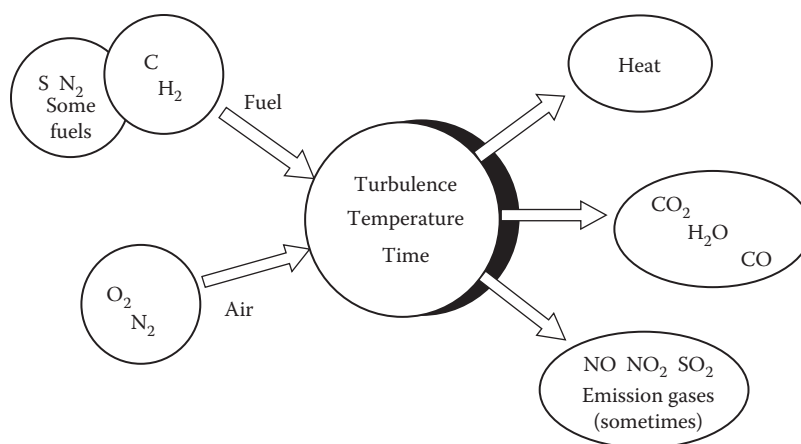 S N₂
Some
fuels
C
H₂
Fuel
O₂
N₂
Air
Turbulence
Temperature
Time
Heat
CO₂
H₂O
CO
NO NO₂ SO₂
Emission gases
(sometimes)